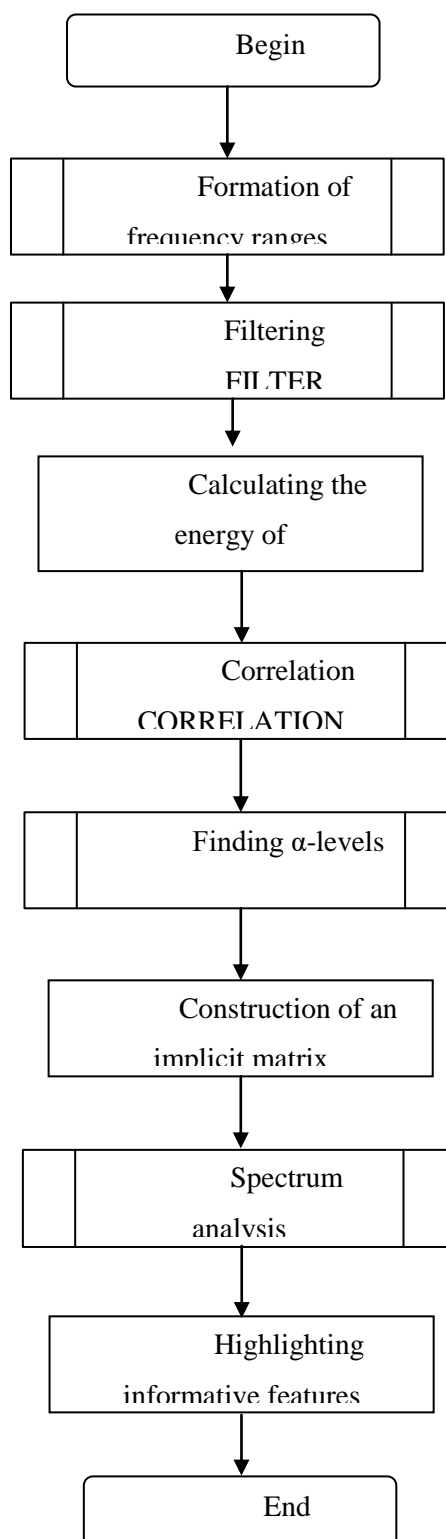 Begin
Formation of
frequency ranges
Filtering
FILTER
Calculating the
energy of
Correlation
CORRELATION
Finding α-levels
Construction of an
implicit matrix
Spectrum
analysis
Highlighting
informative features
End